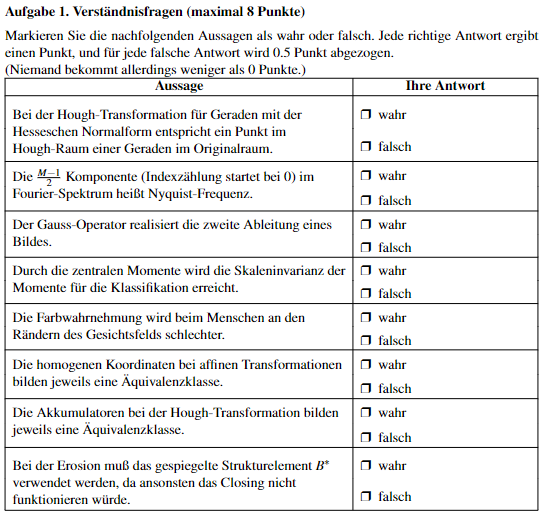 Aufgabe 1. Verständnisfragen (maximal 8 Punkte)
Markieren Sie die nachfolgenden Aussagen als wahr oder falsch. Jede richtige Antwort ergibt
einen Punkt, und für jede falsche Antwort wird 0.5 Punkt abgezogen.
(Niemand bekommt allerdings weniger als 0 Punkte.)
Aussage Ihre Antwort
Bei der Hough-Transformation für Geraden mit der
Hesseschen Normalform entspricht ein Punkt im
Hough-Raum einer Geraden im Originalraum.
❒ wahr
❒ falsch
Die $\frac{M-1}{2}$ Komponente (Indexzählung startet bei 0) im
Fourier-Spektrum heißt Nyquist-Frequenz.
❒ wahr
❒ falsch
Der Gauss-Operator realisiert die zweite Ableitung eines
Bildes.
❒ wahr
❒ falsch
Durch die zentralen Momente wird die Skaleninvarianz der
Momente für die Klassifikation erreicht.
❒ wahr
❒ falsch
Die Farbwahrnehmung wird beim Menschen an den
Rändern des Gesichtsfelds schlechter.
❒ wahr
❒ falsch
Die homogenen Koordinaten bei affinen Transformationen
bilden jeweils eine Äquivalenzklasse.
❒ wahr
❒ falsch
Die Akkumulatoren bei der Hough-Transformation bilden
jeweils eine Äquivalenzklasse.
❒ wahr
❒ falsch
Bei der Erosion muß das gespiegelte Strukturelement B*
verwendet werden, da ansonsten das Closing nicht
funktionieren würde.
❒ wahr
❒ falsch